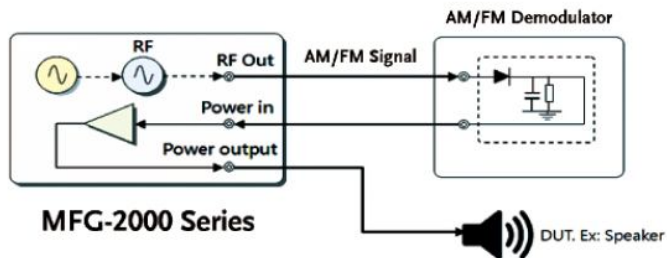 AM/FM Demodulator
RF
RF Out
AM/FM Signal
Power in
Power output
MFG-2000 Series
DUT. Ex: Speaker